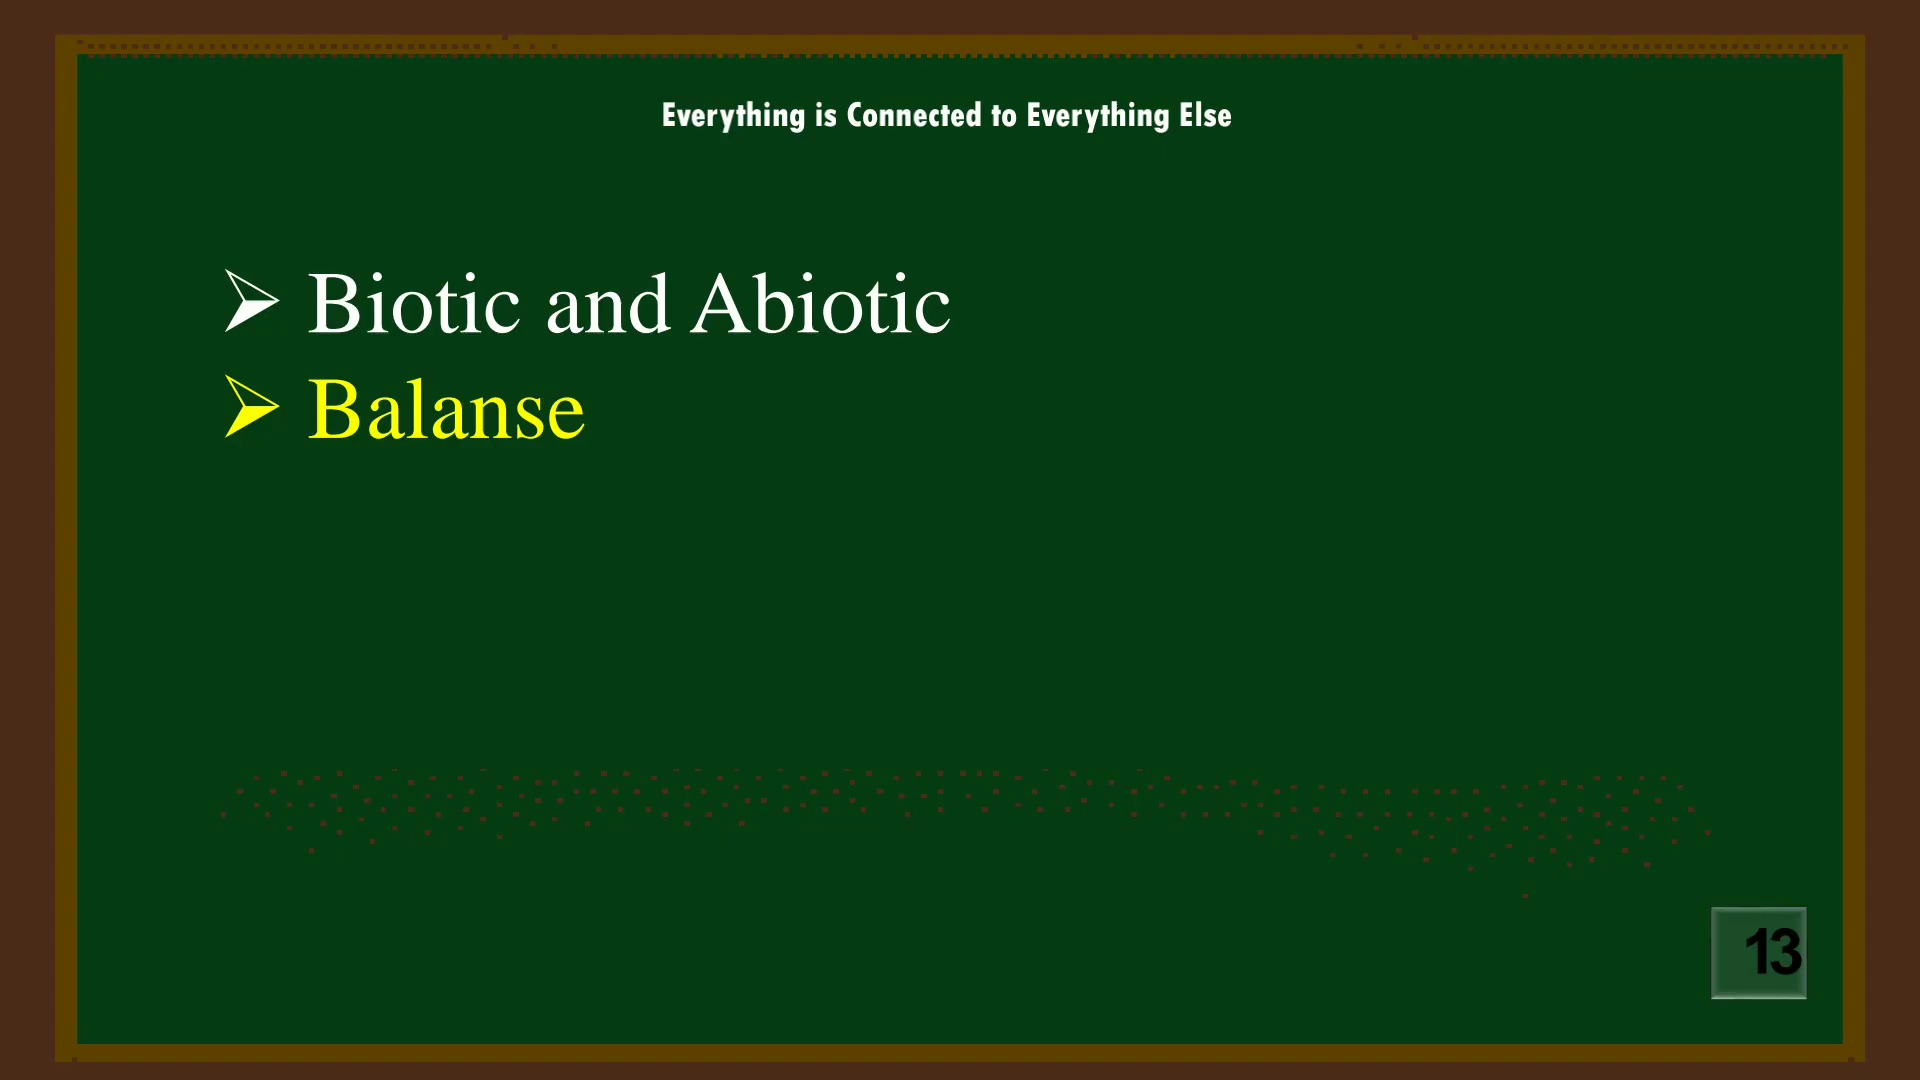 Everything is Connected to Everything Else
➢ Biotic and Abiotic
➢ Balanse
13